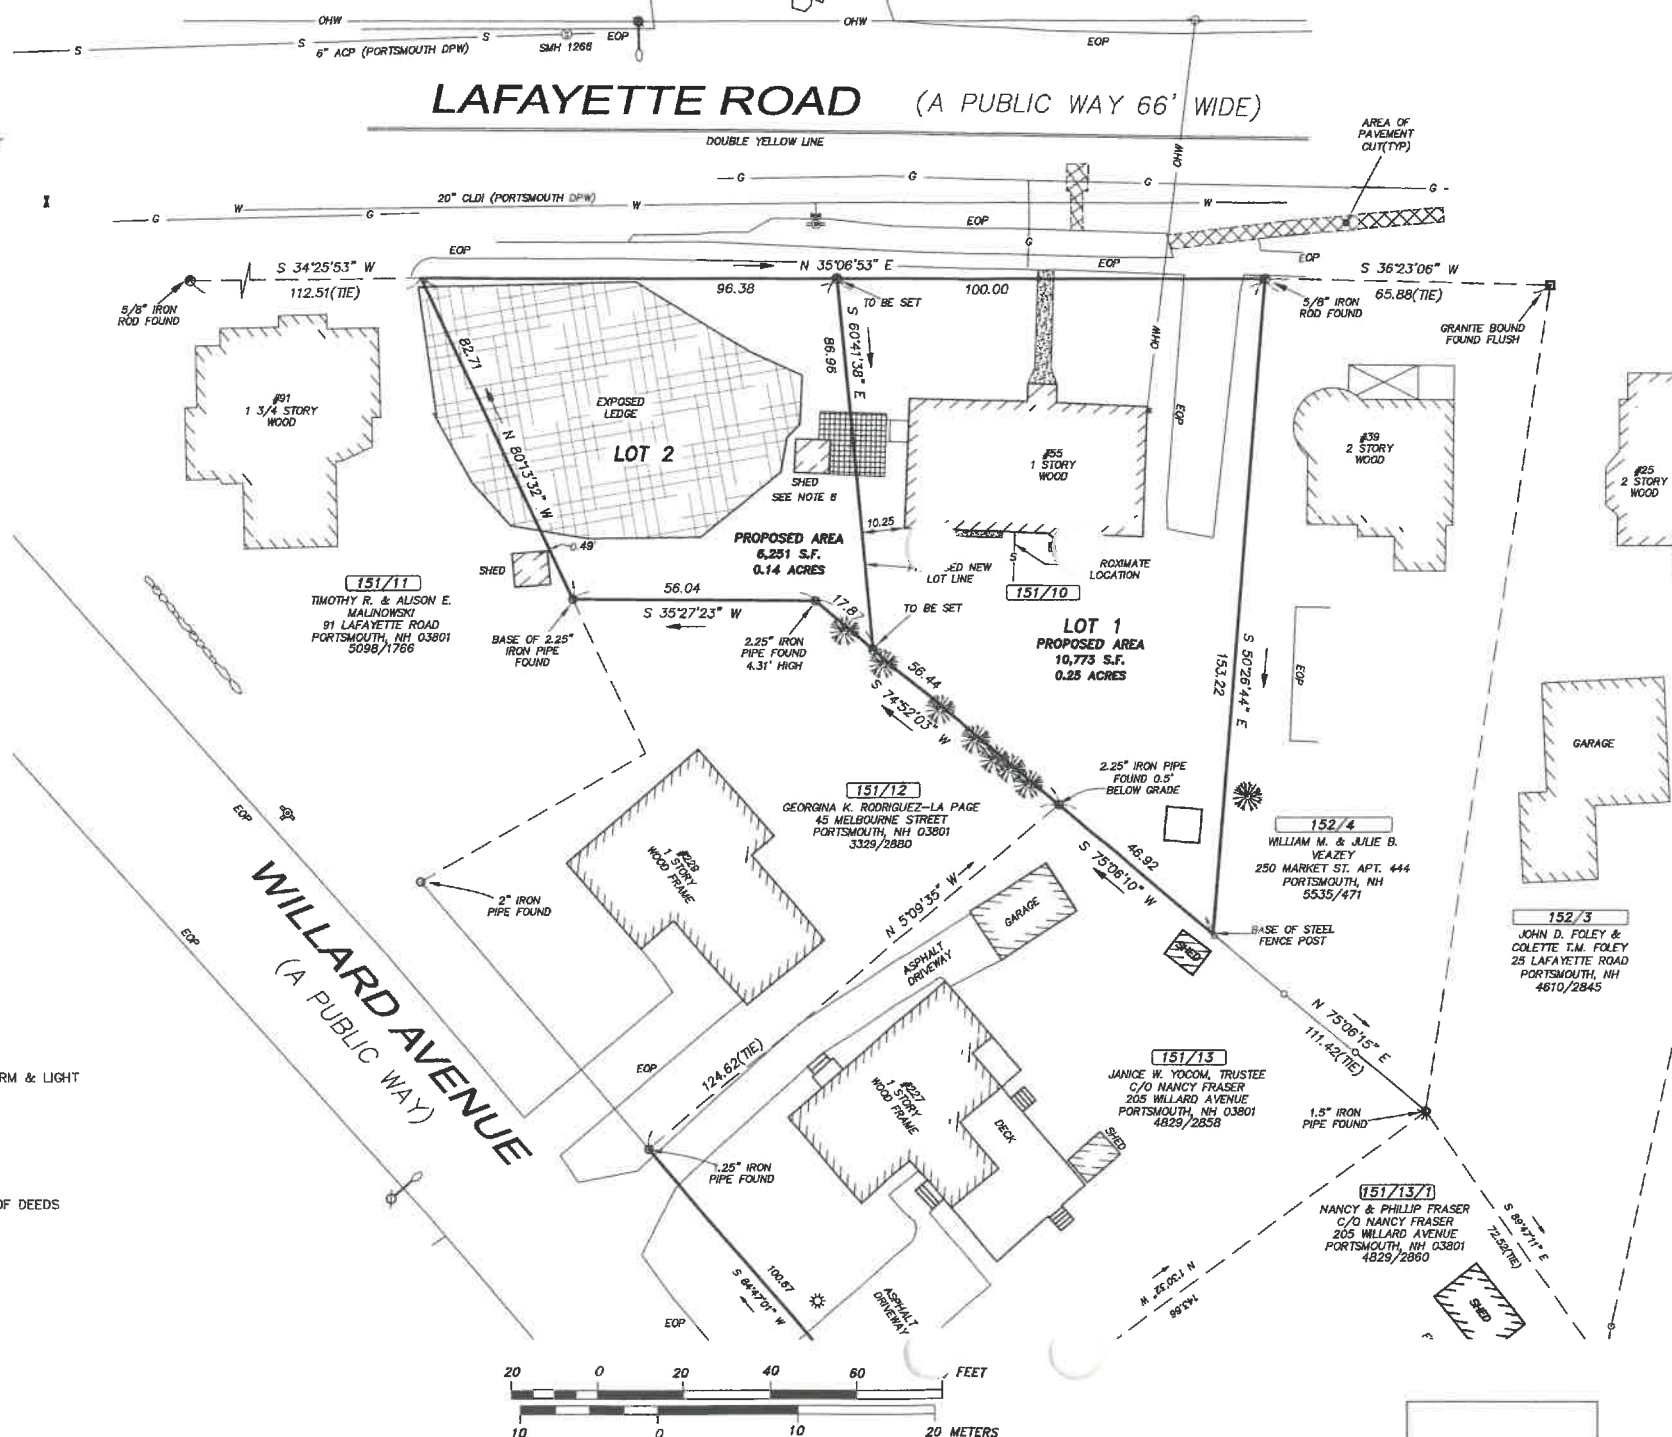 OHW
OHW
S
S
S
6" ACP (PORTSMOUTH DPW)
SMH 1266
EOP
EOP
LAFAYETTE ROAD (A PUBLIC WAY 66' WIDE)
DOUBLE YELLOW LINE
AREA OF
PAVEMENT
CUT(TYP)
OHW
G
G
G
G
20" CLDI (PORTSMOUTH DPW)
W
W
W
G
G
EOP
EOP
G
EOP
EOP
S 34°25'53" W
112.51(TIE)
N 35°06'53" E
96.38
100.00
S 36°23'06" W
65.88(TIE)
5/8" IRON
ROD FOUND
TO BE SET
5/8" IRON
ROD FOUND
GRANITE BOUND
FOUND FLUSH
82.71
N 80°13'32" W
S 60°41'38" E
86.96
OHW
EOP
#91
1 3/4 STORY
WOOD
EXPOSED
LEDGE
LOT 2
SHED
SEE NOTE 6
#55
1 STORY
WOOD
#39
2 STORY
WOOD
#25
2 STORY
WOOD
10.25
PROPOSED AREA
6,251 S.F.
0.14 ACRES
.49'
SHED
SED NEW
LOT LINE
S
ROXIMATE
LOCATION
151/10
151/11
TIMOTHY R. & ALISON E.
MALINOWSKI
91 LAFAYETTE ROAD
PORTSMOUTH, NH 03801
5098/1766
56.04
S 35°27'23" W
17.87
TO BE SET
BASE OF 2.25"
IRON PIPE
FOUND
2.25" IRON
PIPE FOUND
4.31' HIGH
LOT 1
PROPOSED AREA
10,773 S.F.
0.25 ACRES
S 50°26'44" E
153.22
EOP
56.44
S 74°52'03" W
GARAGE
2.25" IRON PIPE
FOUND 0.5'
BELOW GRADE
151/12
GEORGINA K. RODRIGUEZ-LA PAGE
45 MELBOURNE STREET
PORTSMOUTH, NH 03801
3329/2880
152/4
WILLIAM M. & JULIE B.
VEAZEY
250 MARKET ST. APT. 444
PORTSMOUTH, NH
5535/471
EOP
#229
1 STORY
WOOD FRAME
46.92
S 75°06'10" W
2" IRON
PIPE FOUND
N 5°09'35" W
GARAGE
ASPHALT
DRIVEWAY
SHED
BASE OF STEEL
FENCE POST
152/3
JOHN D. FOLEY &
COLETTE T.M. FOLEY
25 LAFAYETTE ROAD
PORTSMOUTH, NH
4610/2845
EOP
WILLARD AVENUE
(A PUBLIC WAY)
N 75°06'15" E
111.42(TIE)
124.62(TIE)
EOP
RM & LIGHT
#227
1 STORY
WOOD FRAME
DECK
SHED
151/13
JANICE W. YOCOM, TRUSTEE
C/O NANCY FRASER
205 WILLARD AVENUE
PORTSMOUTH, NH 03801
4829/2858
1.5" IRON
PIPE FOUND
.25" IRON
PIPE FOUND
OF DEEDS
151/13/1
NANCY & PHILLIP FRASER
C/O NANCY FRASER
205 WILLARD AVENUE
PORTSMOUTH, NH 03801
4829/2860
S 89°47'11" E
72.52(TIE)
100.67
S 84°47'01" W
N 1°30'32" W
143.66
ASPHALT
DRIVEWAY
SHED
EOP
20 0 20 40 60 FEET
10 0 10 20 METERS